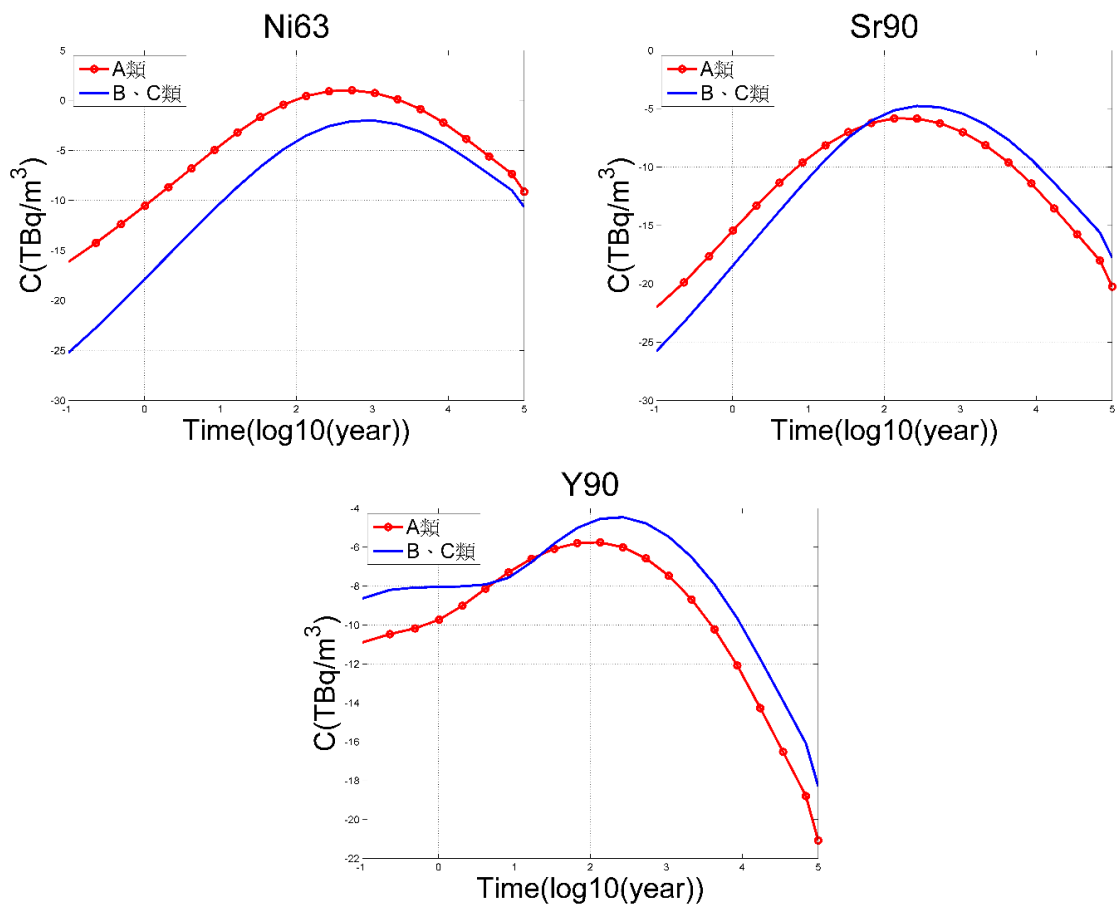 Ni63
5
0
-5
-10
-15
-20
-25
-30
C(TBq/m³)
A類
B、C類
-1 0 1 2 3 4 5
Time(log10(year))
Sr90
0
-5
-10
-15
-20
-25
-30
C(TBq/m³)
A類
B、C類
-1 0 1 2 3 4 5
Time(log10(year))
Y90
-4
-6
-8
-10
-12
-14
-16
-18
-20
-22
C(TBq/m³)
A類
B、C類
-1 0 1 2 3 4 5
Time(log10(year))